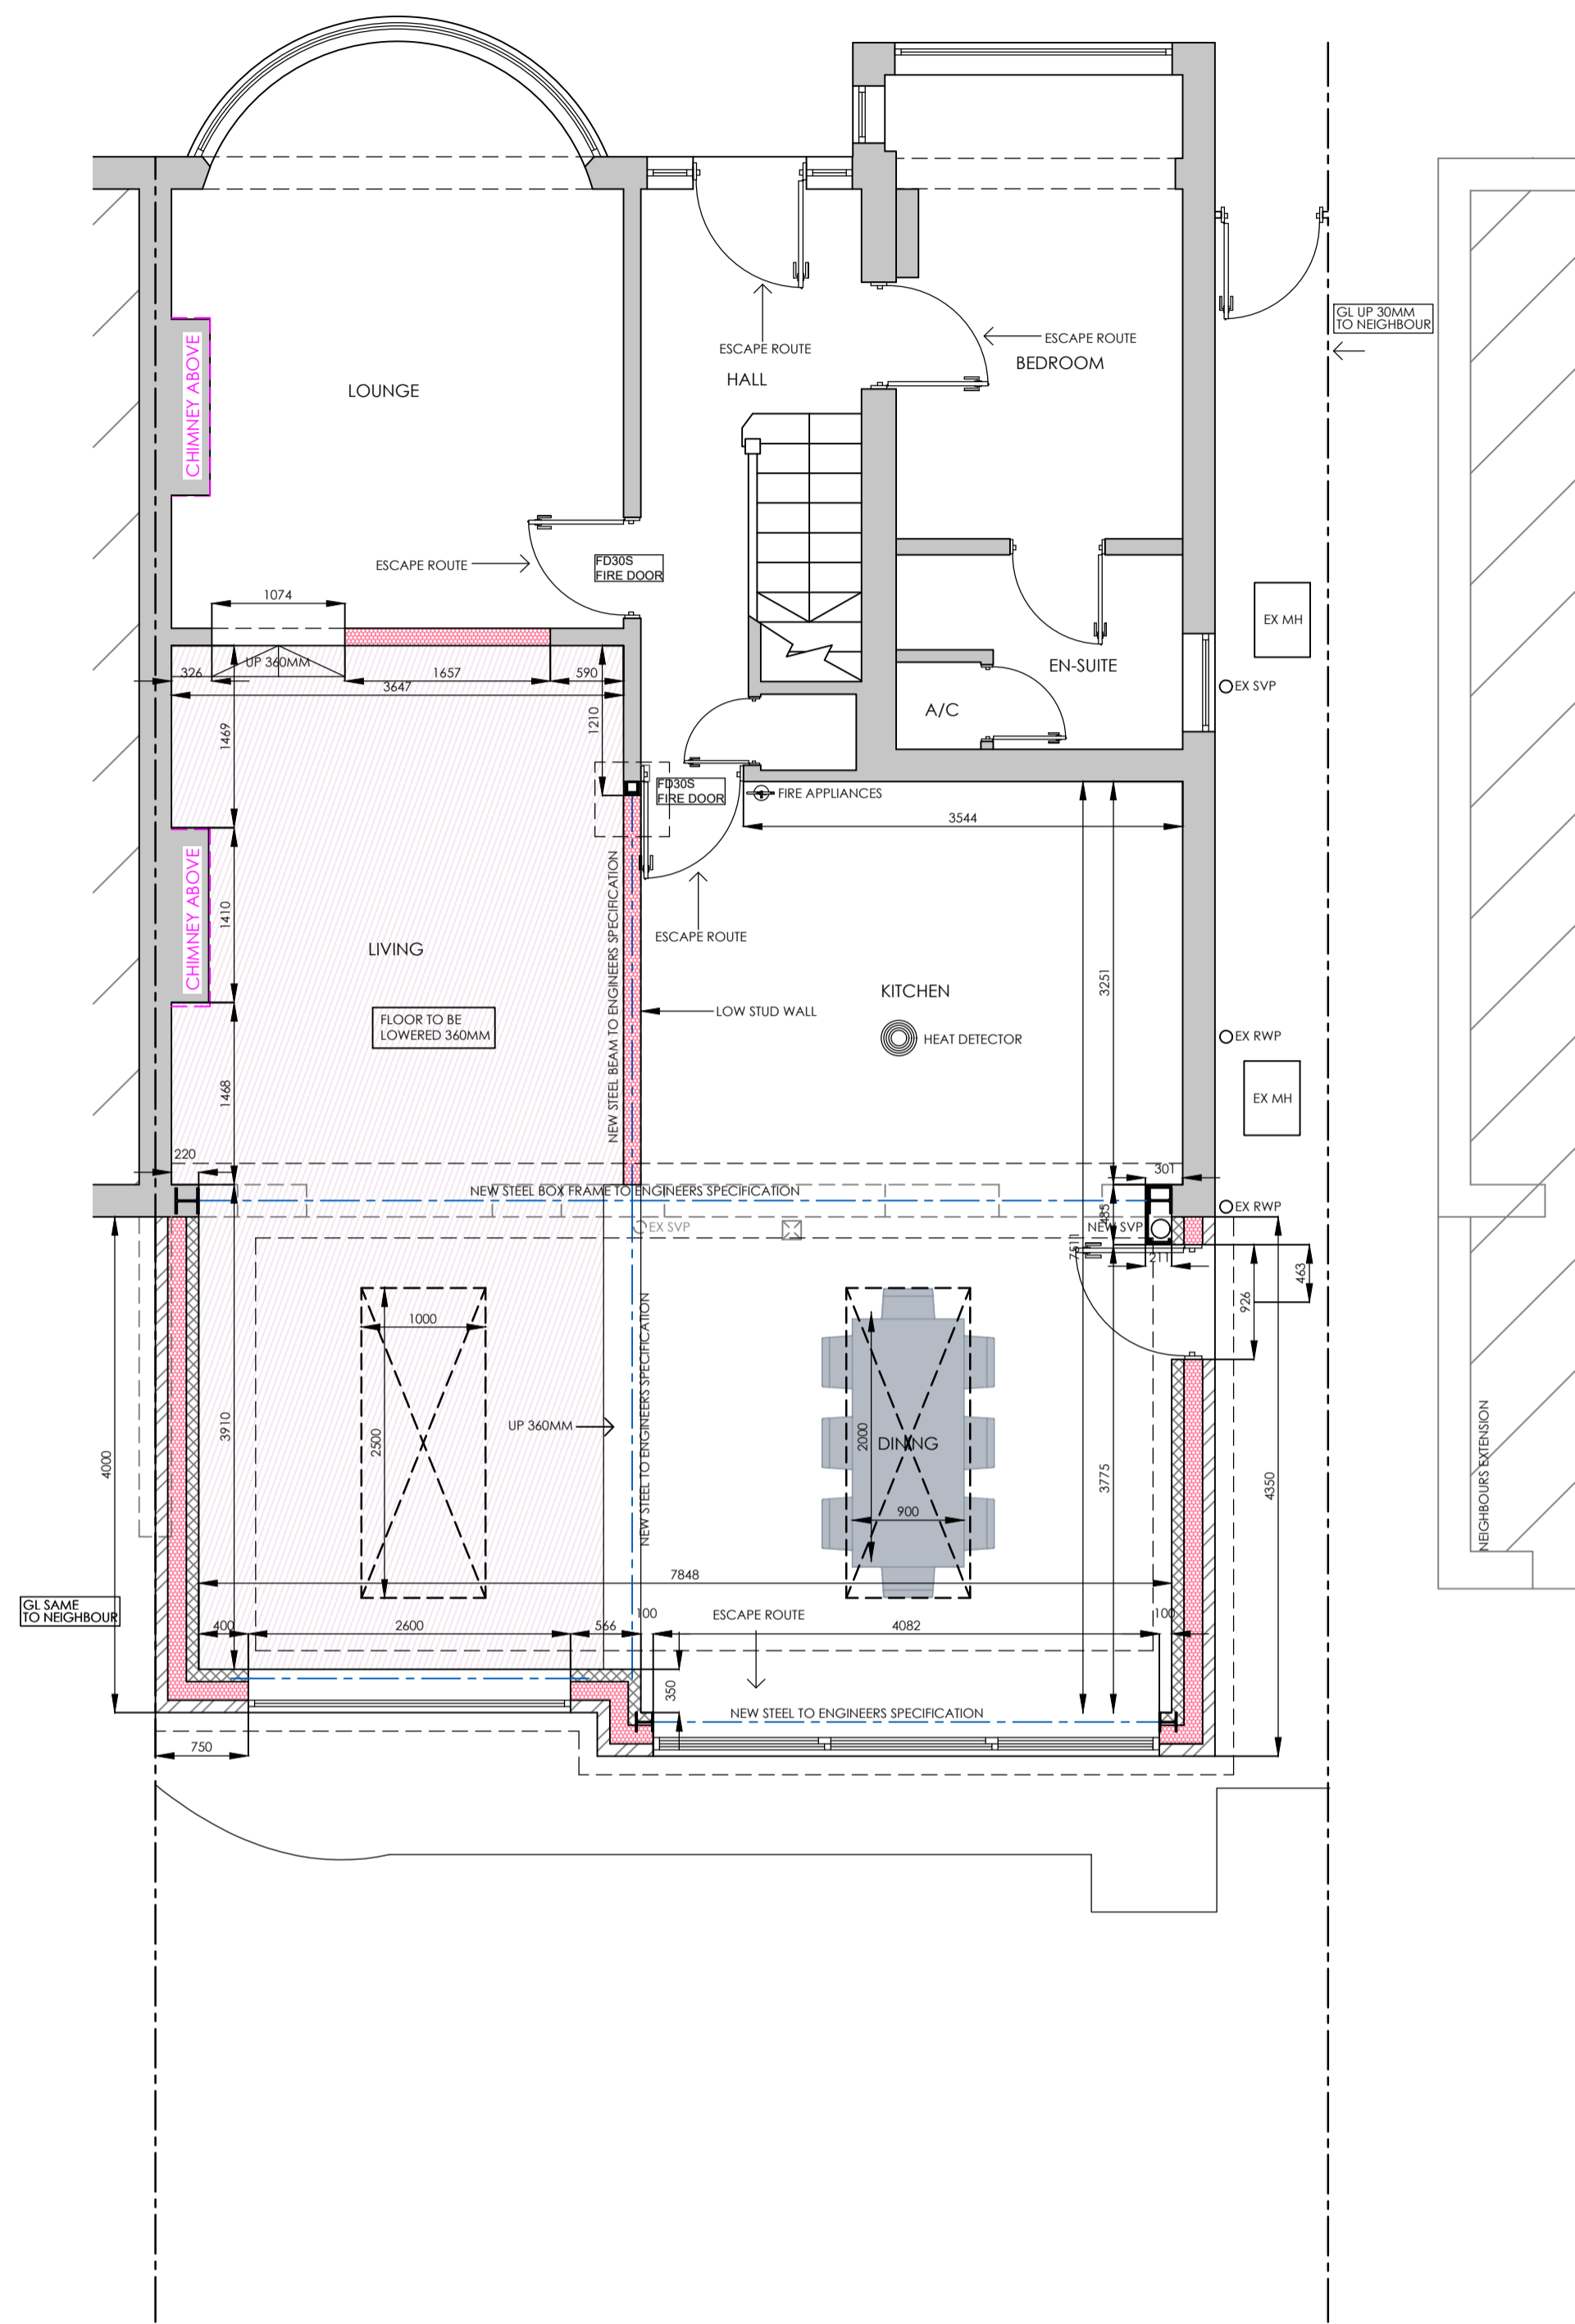 GL UP 30MM
TO NEIGHBOUR
ESCAPE ROUTE
ESCAPE ROUTE
HALL
BEDROOM
LOUNGE
CHIMNEY ABOVE
ESCAPE ROUTE
FD30S
FIRE DOOR
1074
EX MH
UP 360MM
326
1657
590
3647
EN-SUITE
EX SVP
A/C
1469
1210
FD30S
FIRE DOOR
FIRE APPLIANCES
3544
CHIMNEY ABOVE
1410
LIVING
ESCAPE ROUTE
NEW STEEL BEAM TO ENGINEERS SPECIFICATION
KITCHEN
3251
LOW STUD WALL
FLOOR TO BE
LOWERED 360MM
HEAT DETECTOR
EX RWP
EX MH
1468
220
301
NEW STEEL BOX FRAME TO ENGINEERS SPECIFICATION
485
EX RWP
EX SVP
NEW SVP
7511
211
463
926
1000
NEW STEEL TO ENGINEERS SPECIFICATION
UP 360MM
3910
2500
2000
DINING
4000
3775
4350
NEIGHBOURS EXTENSION
900
7848
GL SAME
TO NEIGHBOUR
400
2600
566
100
ESCAPE ROUTE
4082
100
350
NEW STEEL TO ENGINEERS SPECIFICATION
750